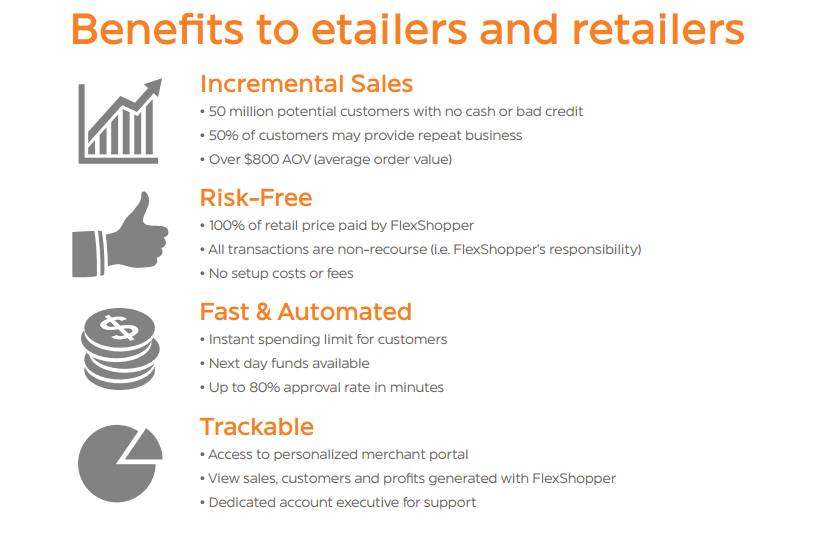 Benefits to etailers and retailers
Incremental Sales
• 50 million potential customers with no cash or bad credit
• 50% of customers may provide repeat business
• Over $800 AOV (average order value)
Risk-Free
• 100% of retail price paid by FlexShopper
• All transactions are non-recourse (i.e. FlexShopper's responsibility)
• No setup costs or fees
$
Fast & Automated
• Instant spending limit for customers
• Next day funds available
• Up to 80% approval rate in minutes
Trackable
• Access to personalized merchant portal
• View sales, customers and profits generated with FlexShopper
• Dedicated account executive for support